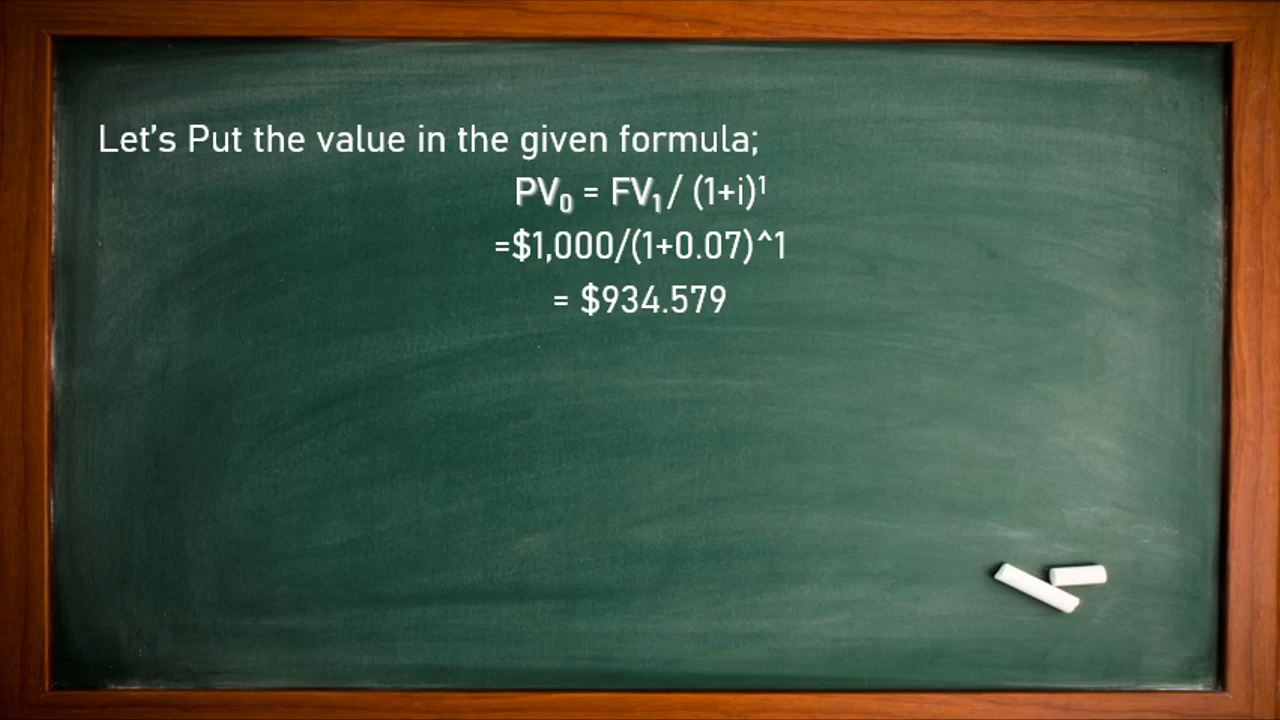 Let's Put the value in the given formula;
PV₀ = FV₁/ (1+i)¹
=$1,000/(1+0.07)^1
= $934.579